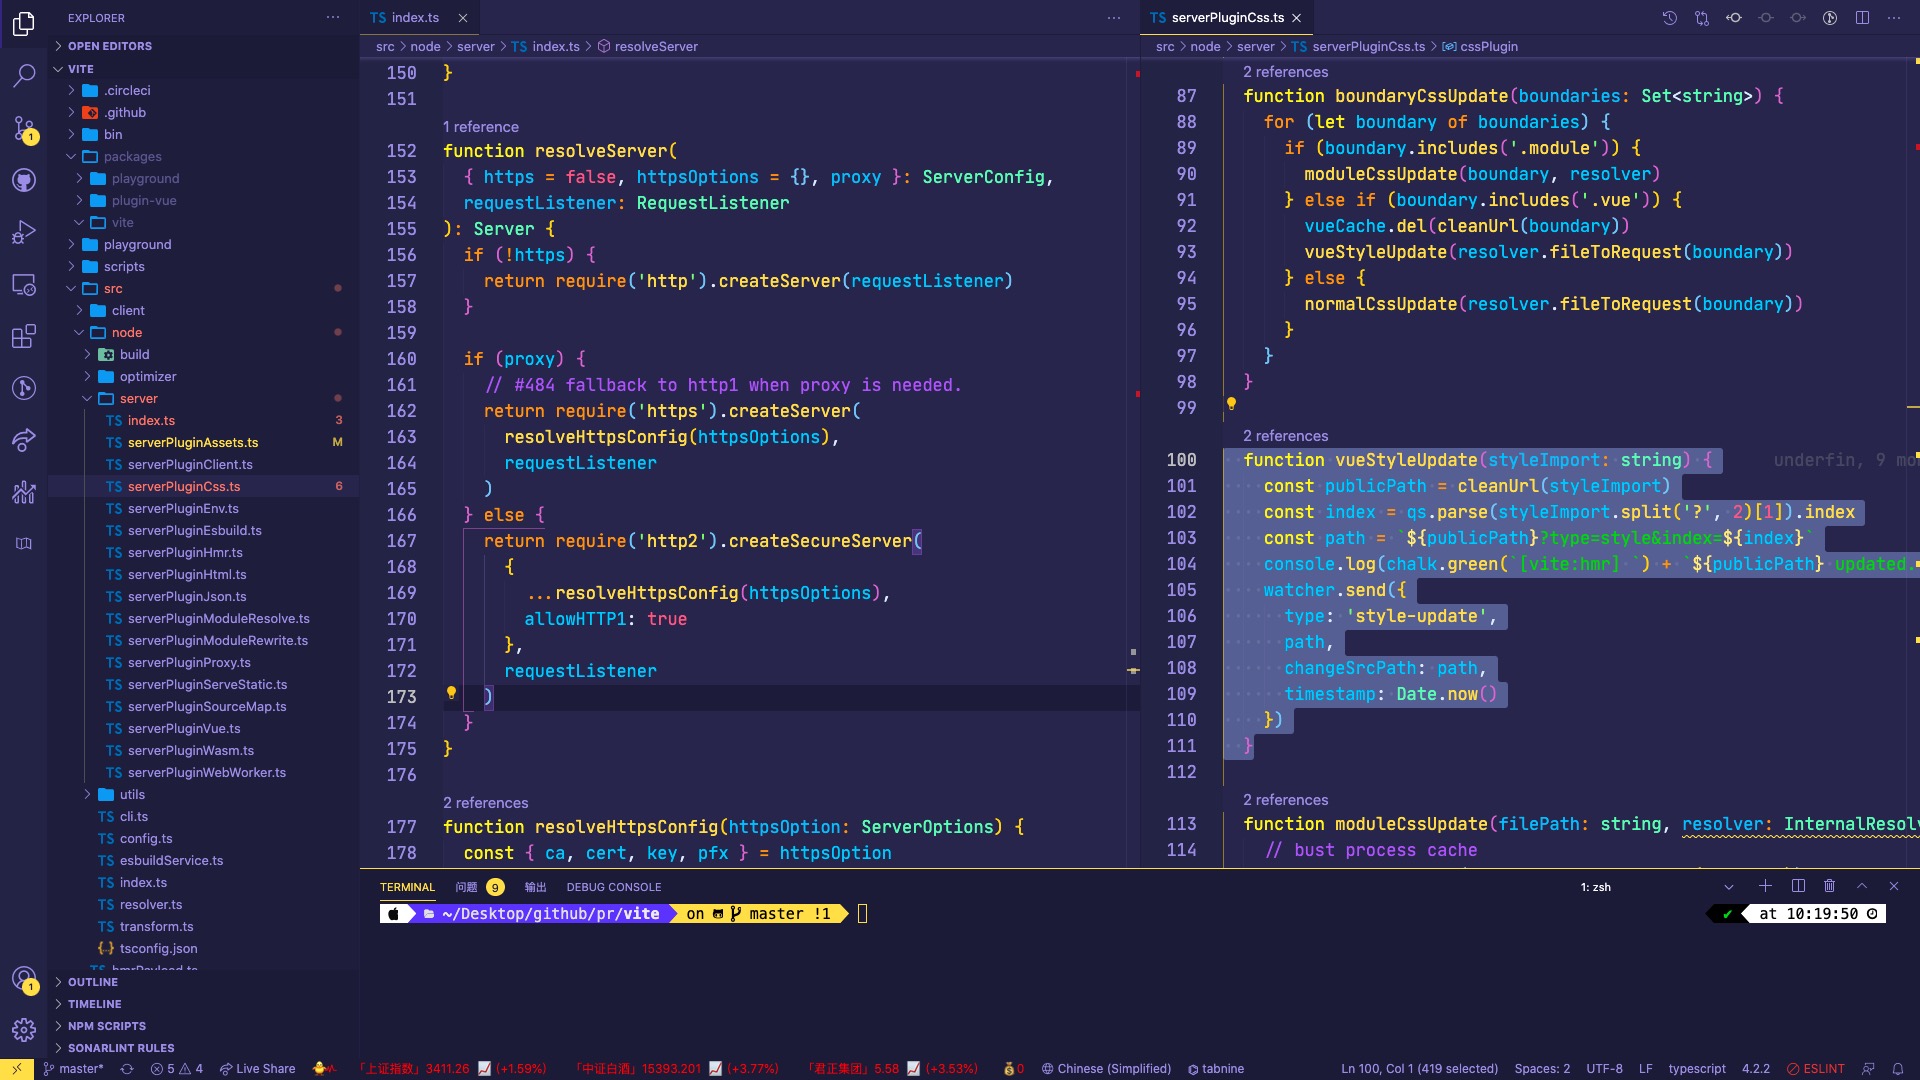 EXPLORER
OPEN EDITORS
VITE
.circleci
.github
bin
packages
playground
plugin-vue
vite
playground
scripts
src
client
node
build
optimizer
server
TS index.ts 3
TS serverPluginAssets.ts M
TS serverPluginClient.ts
TS serverPluginCss.ts 6
TS serverPluginEnv.ts
TS serverPluginEsbuild.ts
TS serverPluginHmr.ts
TS serverPluginHtml.ts
TS serverPluginJson.ts
TS serverPluginModuleResolve.ts
TS serverPluginModuleRewrite.ts
TS serverPluginProxy.ts
TS serverPluginServeStatic.ts
TS serverPluginSourceMap.ts
TS serverPluginVue.ts
TS serverPluginWasm.ts
TS serverPluginWebWorker.ts
utils
TS cli.ts
TS config.ts
TS esbuildService.ts
TS index.ts
TS resolver.ts
TS transform.ts
tsconfig.json
TS hmrPayload.ts
OUTLINE
TIMELINE
NPM SCRIPTS
SONARLINT RULES
1
1
TS index.ts
src > node > server > TS index.ts > resolveServer
150 }
151
1 reference
152 function resolveServer(
153 { https = false, httpsOptions = {}, proxy }: ServerConfig,
154 requestListener: RequestListener
155 ): Server {
156 if (!https) {
157 return require('http').createServer(requestListener)
158 }
159
160 if (proxy) {
161 // #484 fallback to http1 when proxy is needed.
162 return require('https').createServer(
163 resolveHttpsConfig(httpsOptions),
164 requestListener
165 )
166 } else {
167 return require('http2').createSecureServer(
168 {
169 ...resolveHttpsConfig(httpsOptions),
170 allowHTTP1: true
171 },
172 requestListener
173 )
174 }
175 }
176
2 references
177 function resolveHttpsConfig(httpsOption: ServerOptions) {
178 const { ca, cert, key, pfx } = httpsOption
TS serverPluginCss.ts
src > node > server > TS serverPluginCss.ts > cssPlugin
2 references
87 function boundaryCssUpdate(boundaries: Set<string>) {
88 for (let boundary of boundaries) {
89 if (boundary.includes('.module')) {
90 moduleCssUpdate(boundary, resolver)
91 } else if (boundary.includes('.vue')) {
92 vueCache.del(cleanUrl(boundary))
93 vueStyleUpdate(resolver.fileToRequest(boundary))
94 } else {
95 normalCssUpdate(resolver.fileToRequest(boundary))
96 }
97 }
98 }
99
2 references
100 function vueStyleUpdate(styleImport: string) { underfin, 9 mo
101 const publicPath = cleanUrl(styleImport)
102 const index = qs.parse(styleImport.split('?', 2)[1]).index
103 const path = `${publicPath}?type=style&index=${index}`
104 console.log(chalk.green(`[vite:hmr] `) + `${publicPath} updated.
105 watcher.send({
106 type: 'style-update',
107 path,
108 changeSrcPath: path,
109 timestamp: Date.now()
110 })
111 }
112
2 references
113 function moduleCssUpdate(filePath: string, resolver: InternalResolv
114 // bust process cache
TERMINAL 问题 9 输出 DEBUG CONSOLE 1: zsh
~/Desktop/github/pr/vite on master !1 ✔ at 10:19:50
master* 5 4 Live Share 「上证指数」3411.26 (+1.59%) 「中证白酒」15393.201 (+3.77%) 「君正集团」5.58 (+3.53%) 0 Chinese (Simplified) tabnine Ln 100, Col 1 (419 selected) Spaces: 2 UTF-8 LF typescript 4.2.2 ESLINT